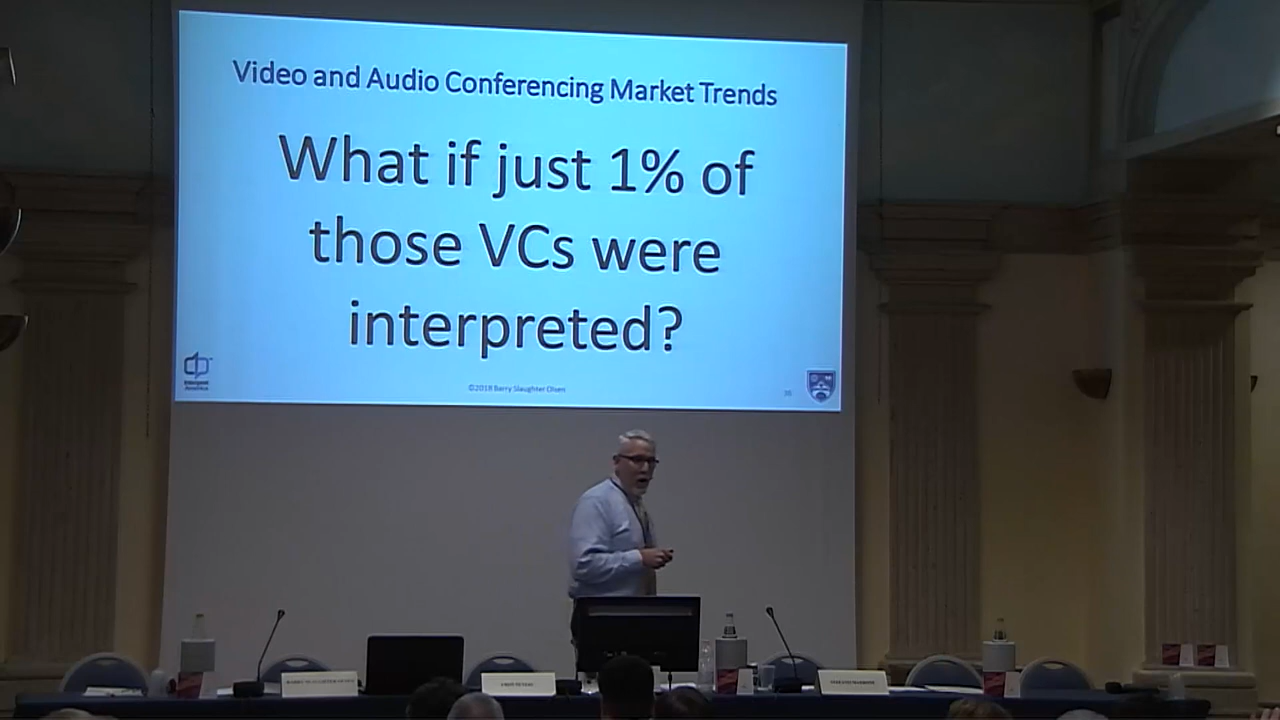 Video and Audio Conferencing Market Trends
What if just 1% of
those VCs were
interpreted?
©2018 Barry Slaughter Olsen